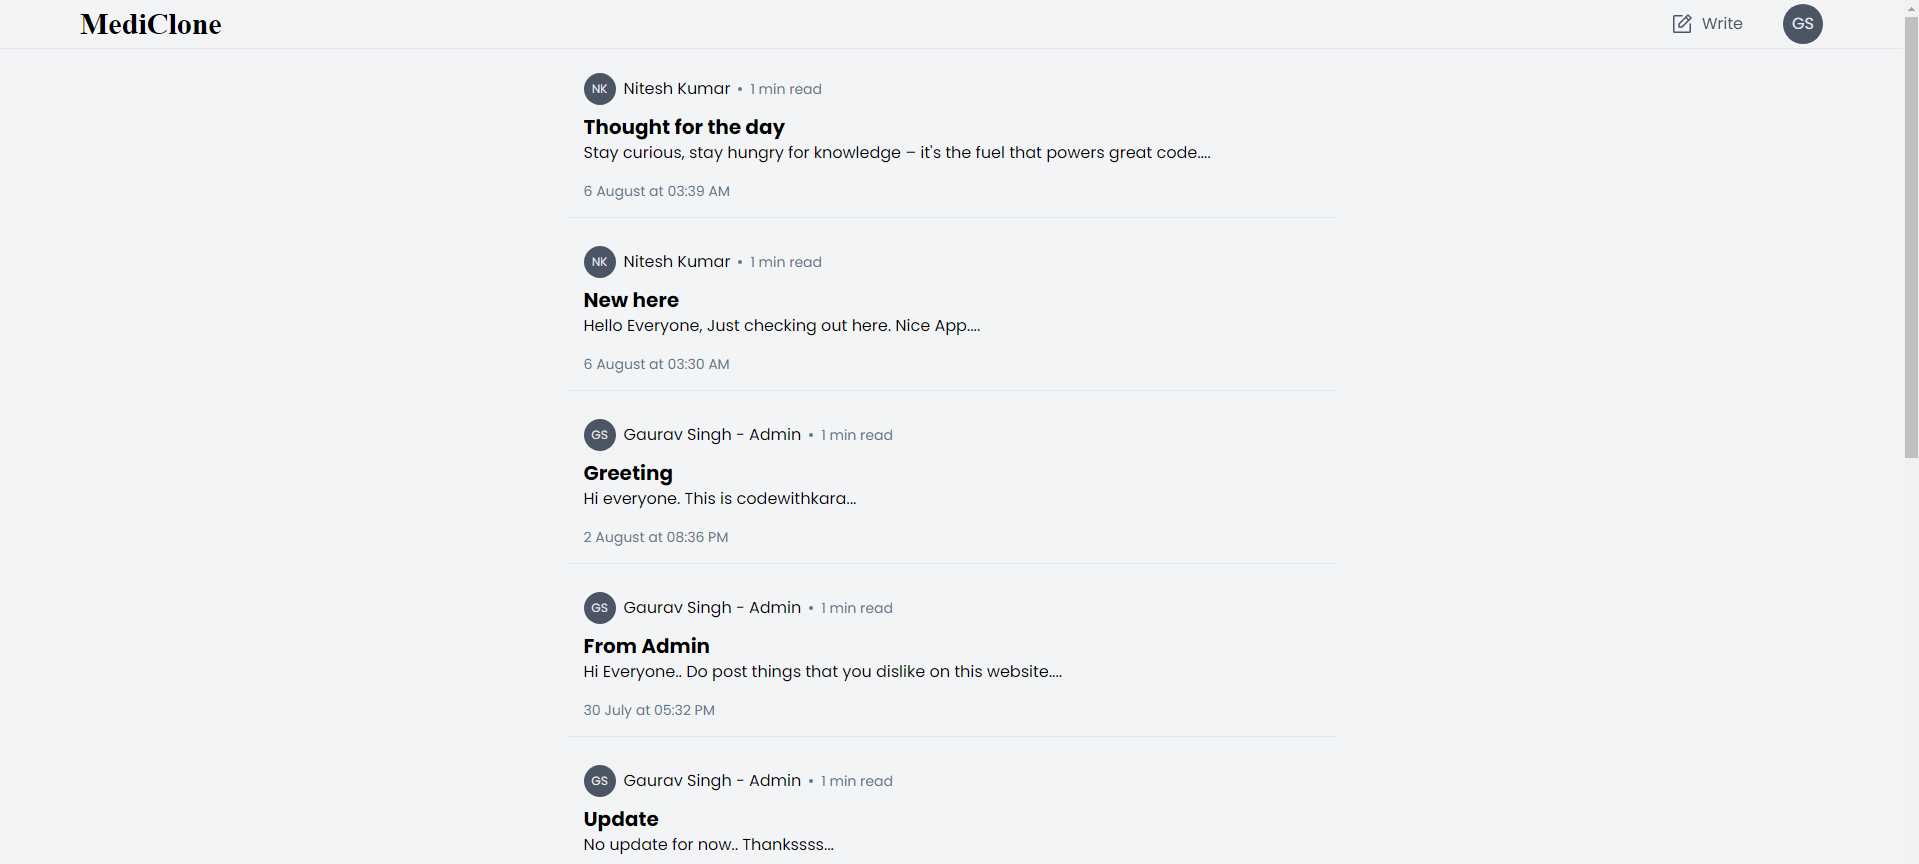 MediClone
Write
GS
NK Nitesh Kumar • 1 min read
Thought for the day
Stay curious, stay hungry for knowledge – it's the fuel that powers great code....
6 August at 03:39 AM
NK Nitesh Kumar • 1 min read
New here
Hello Everyone, Just checking out here. Nice App....
6 August at 03:30 AM
GS Gaurav Singh - Admin • 1 min read
Greeting
Hi everyone. This is codewithkara...
2 August at 08:36 PM
GS Gaurav Singh - Admin • 1 min read
From Admin
Hi Everyone.. Do post things that you dislike on this website....
30 July at 05:32 PM
GS Gaurav Singh - Admin • 1 min read
Update
No update for now.. Thankssss...